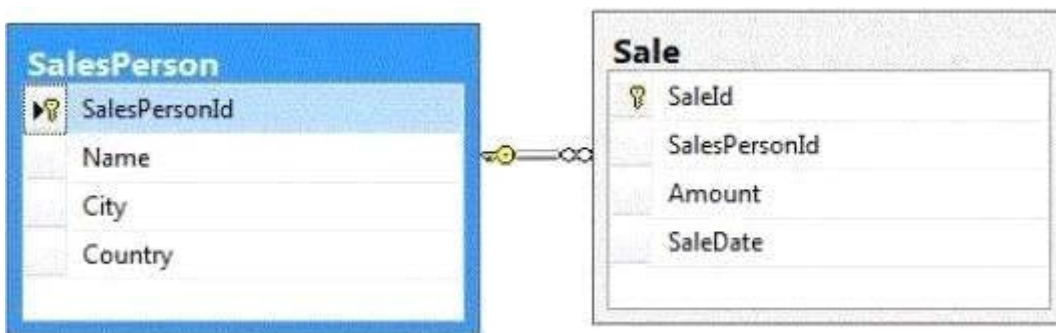 SalesPerson
SalesPersonId
Name
City
Country
Sale
SaleId
SalesPersonId
Amount
SaleDate